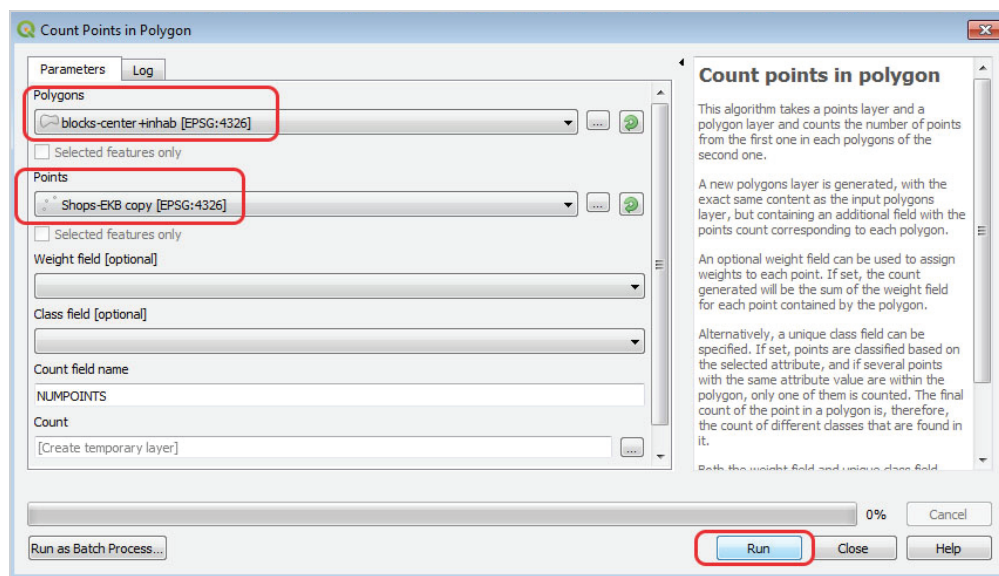 Count Points in Polygon
Parameters
Log
Polygons
blocks-center+inhab [EPSG:4326]
...
Selected features only
Points
Shops-EKB copy [EPSG:4326]
...
Selected features only
Weight field [optional]
Class field [optional]
Count field name
NUMPOINTS
Count
[Create temporary layer]
...
Count points in polygon
This algorithm takes a points layer and a
polygon layer and counts the number of points
from the first one in each polygons of the
second one.
A new polygons layer is generated, with the
exact same content as the input polygons
layer, but containing an additional field with the
points count corresponding to each polygon.
An optional weight field can be used to assign
weights to each point. If set, the count
generated will be the sum of the weight field
for each point contained by the polygon.
Alternatively, a unique class field can be
specified. If set, points are classified based on
the selected attribute, and if several points
with the same attribute value are within the
polygon, only one of them is counted. The final
count of the point in a polygon is, therefore,
the count of different classes that are found in
it.
Both the weight field and unique class field
0%
Cancel
Run as Batch Process...
Run
Close
Help